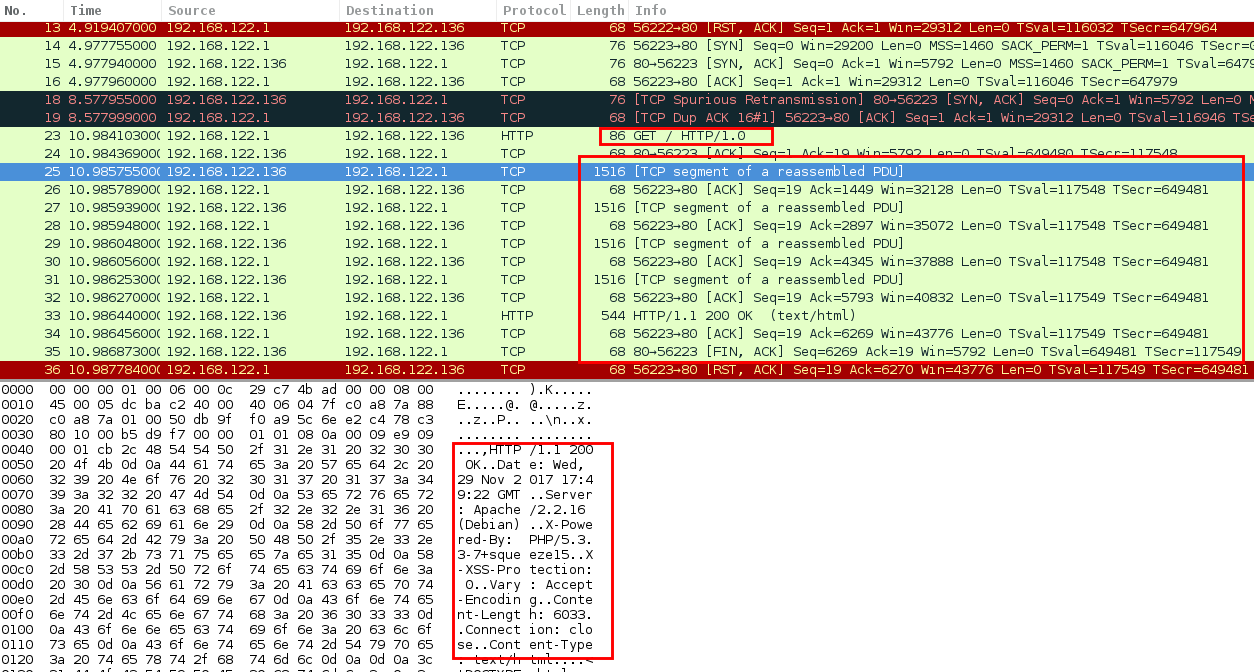 No. Time Source Destination Protocol Length Info
13 4.919407000 192.168.122.1 192.168.122.136 TCP 68 56222→80 [RST, ACK] Seq=1 Ack=1 Win=29312 Len=0 TSval=116032 TSecr=647964
14 4.977755000 192.168.122.1 192.168.122.136 TCP 76 56223→80 [SYN] Seq=0 Win=29200 Len=0 MSS=1460 SACK_PERM=1 TSval=116046 TSecr=0
15 4.977940000 192.168.122.136 192.168.122.1 TCP 76 80→56223 [SYN, ACK] Seq=0 Ack=1 Win=5792 Len=0 MSS=1460 SACK_PERM=1 TSval=6479
16 4.977960000 192.168.122.1 192.168.122.136 TCP 68 56223→80 [ACK] Seq=1 Ack=1 Win=29312 Len=0 TSval=116046 TSecr=647979
18 8.577955000 192.168.122.136 192.168.122.1 TCP 76 [TCP Spurious Retransmission] 80→56223 [SYN, ACK] Seq=0 Ack=1 Win=5792 Len=0 M
19 8.577999000 192.168.122.1 192.168.122.136 TCP 68 [TCP Dup ACK 16#1] 56223→80 [ACK] Seq=1 Ack=1 Win=29312 Len=0 TSval=116946 TSe
23 10.984103000 192.168.122.1 192.168.122.136 HTTP 86 GET / HTTP/1.0
24 10.984369000 192.168.122.136 192.168.122.1 TCP 68 80→56223 [ACK] Seq=1 Ack=19 Win=5792 Len=0 TSval=649480 TSecr=117548
25 10.985755000 192.168.122.136 192.168.122.1 TCP 1516 [TCP segment of a reassembled PDU]
26 10.985789000 192.168.122.1 192.168.122.136 TCP 68 56223→80 [ACK] Seq=19 Ack=1449 Win=32128 Len=0 TSval=117548 TSecr=649481
27 10.985939000 192.168.122.136 192.168.122.1 TCP 1516 [TCP segment of a reassembled PDU]
28 10.985948000 192.168.122.1 192.168.122.136 TCP 68 56223→80 [ACK] Seq=19 Ack=2897 Win=35072 Len=0 TSval=117548 TSecr=649481
29 10.986048000 192.168.122.136 192.168.122.1 TCP 1516 [TCP segment of a reassembled PDU]
30 10.986056000 192.168.122.1 192.168.122.136 TCP 68 56223→80 [ACK] Seq=19 Ack=4345 Win=37888 Len=0 TSval=117548 TSecr=649481
31 10.986253000 192.168.122.136 192.168.122.1 TCP 1516 [TCP segment of a reassembled PDU]
32 10.986270000 192.168.122.1 192.168.122.136 TCP 68 56223→80 [ACK] Seq=19 Ack=5793 Win=40832 Len=0 TSval=117549 TSecr=649481
33 10.986440000 192.168.122.136 192.168.122.1 HTTP 544 HTTP/1.1 200 OK (text/html)
34 10.986456000 192.168.122.1 192.168.122.136 TCP 68 56223→80 [ACK] Seq=19 Ack=6269 Win=43776 Len=0 TSval=117549 TSecr=649481
35 10.986873000 192.168.122.136 192.168.122.1 TCP 68 80→56223 [FIN, ACK] Seq=6269 Ack=19 Win=5792 Len=0 TSval=649481 TSecr=117549
36 10.987784000 192.168.122.1 192.168.122.136 TCP 68 56223→80 [RST, ACK] Seq=19 Ack=6270 Win=43776 Len=0 TSval=117549 TSecr=649481
0000 00 00 00 01 00 06 00 0c 29 c7 4b ad 00 00 08 00 ........ ).K.....
0010 45 00 05 dc ba c2 40 00 40 06 04 7f c0 a8 7a 88 E.....@. @.....z.
0020 c0 a8 7a 01 00 50 db 9f f0 a9 5c 6e e2 c4 78 c3 ..z..P.. ..\n..x.
0030 80 10 00 b5 d9 f7 00 00 01 01 08 0a 00 09 e9 09 ........ ........
0040 00 01 cb 2c 48 54 54 50 2f 31 2e 31 20 32 30 30 ...,HTTP /1.1 200
0050 20 4f 4b 0d 0a 44 61 74 65 3a 20 57 65 64 2c 20 OK..Dat e: Wed,
0060 32 39 20 4e 6f 76 20 32 30 31 37 20 31 37 3a 34 29 Nov 2 017 17:4
0070 39 3a 32 32 20 47 4d 54 0d 0a 53 65 72 76 65 72 9:22 GMT ..Server
0080 3a 20 41 70 61 63 68 65 2f 32 2e 32 2e 31 36 20 : Apache /2.2.16
0090 28 44 65 62 69 61 6e 29 0d 0a 58 2d 50 6f 77 65 (Debian) ..X-Powe
00a0 72 65 64 2d 42 79 3a 20 50 48 50 2f 35 2e 33 2e red-By: PHP/5.3.
00b0 33 2d 37 2b 73 71 75 65 65 7a 65 31 35 0d 0a 58 3-7+sque eze15..X
00c0 2d 58 53 53 2d 50 72 6f 74 65 63 74 69 6f 6e 3a -XSS-Pro tection:
00d0 20 30 0d 0a 56 61 72 79 3a 20 41 63 63 65 70 74 0..Vary : Accept
00e0 2d 45 6e 63 6f 64 69 6e 67 0d 0a 43 6f 6e 74 65 -Encodin g..Conte
00f0 6e 74 2d 4c 65 6e 67 74 68 3a 20 36 30 33 33 0d nt-Lengt h: 6033.
0100 0a 43 6f 6e 6e 65 63 74 69 6f 6e 3a 20 63 6c 6f .Connect ion: clo
0110 73 65 0d 0a 43 6f 6e 74 65 6e 74 2d 54 79 70 65 se..Cont ent-Type
0120 3a 20 74 65 78 74 2f 68 74 6d 6c 0d 0a 0d 0a 3c : text/h tml....<